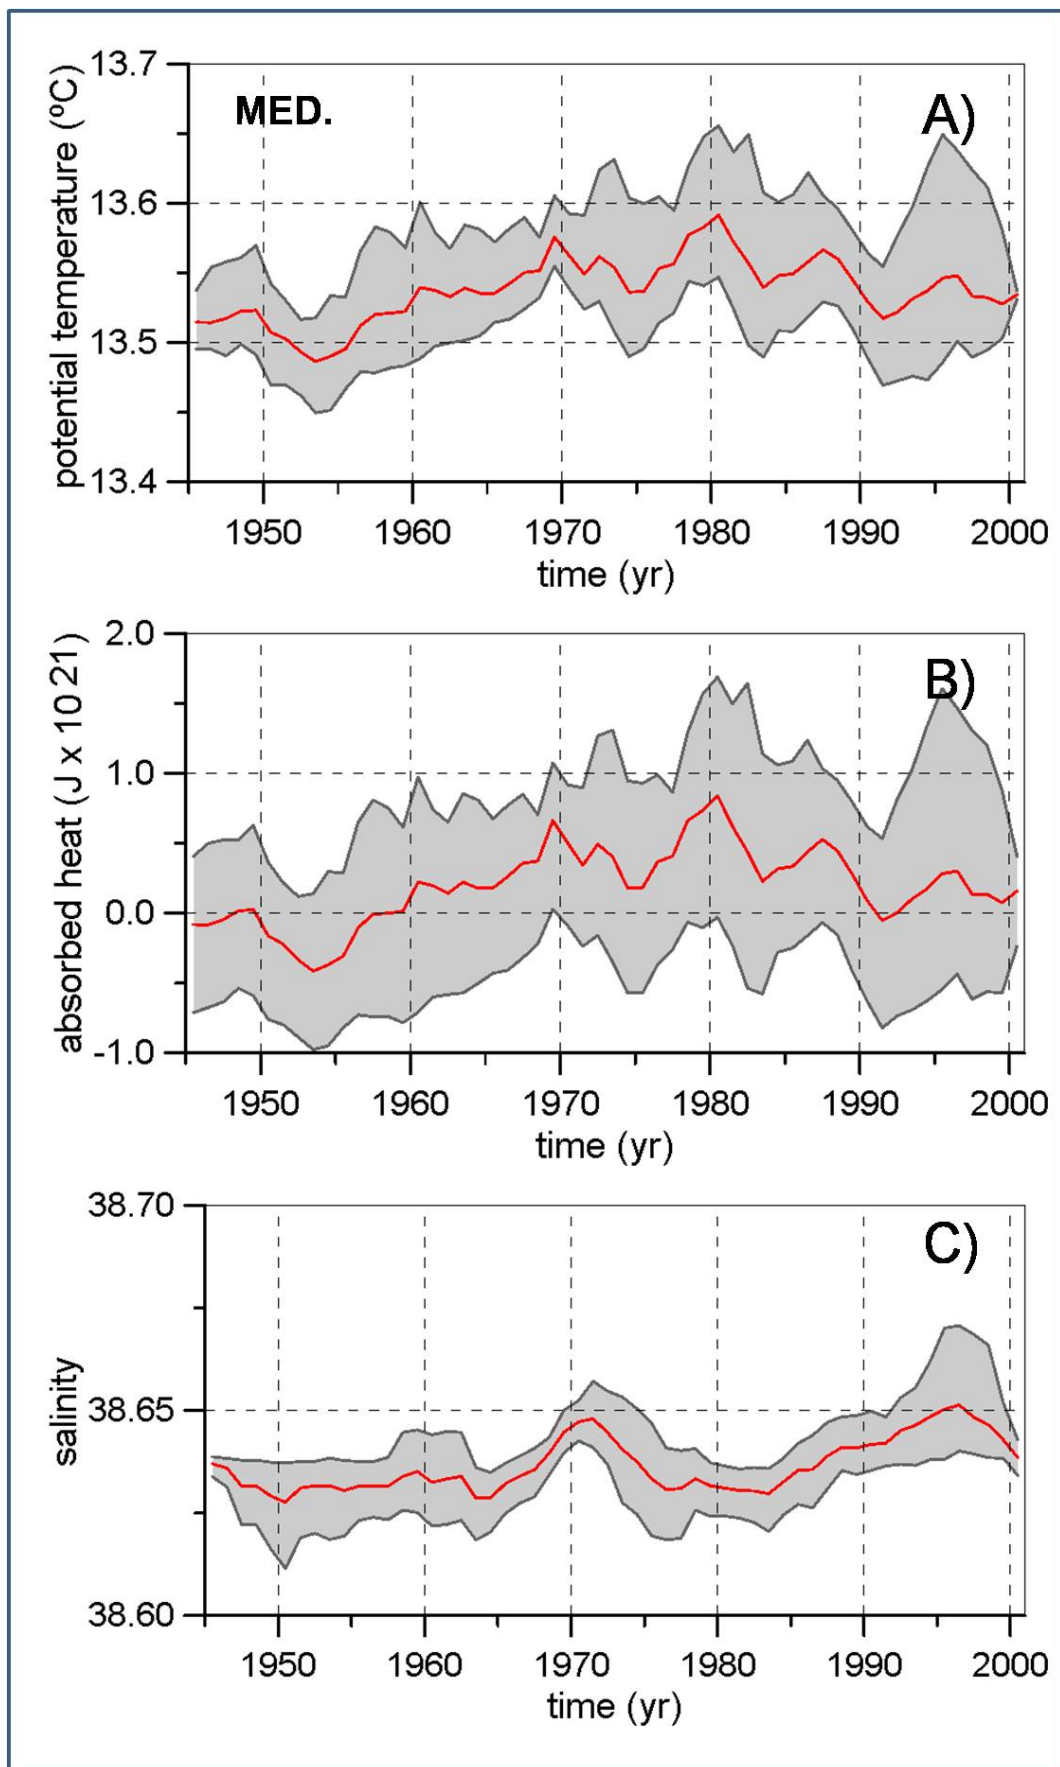 MED.
A)
potential temperature (ºC)
13.7
13.6
13.5
13.4
1950 1960 1970 1980 1990 2000
time (yr)
B)
absorbed heat (J x 10 21)
2.0
1.0
0.0
-1.0
1950 1960 1970 1980 1990 2000
time (yr)
C)
salinity
38.70
38.65
38.60
1950 1960 1970 1980 1990 2000
time (yr)